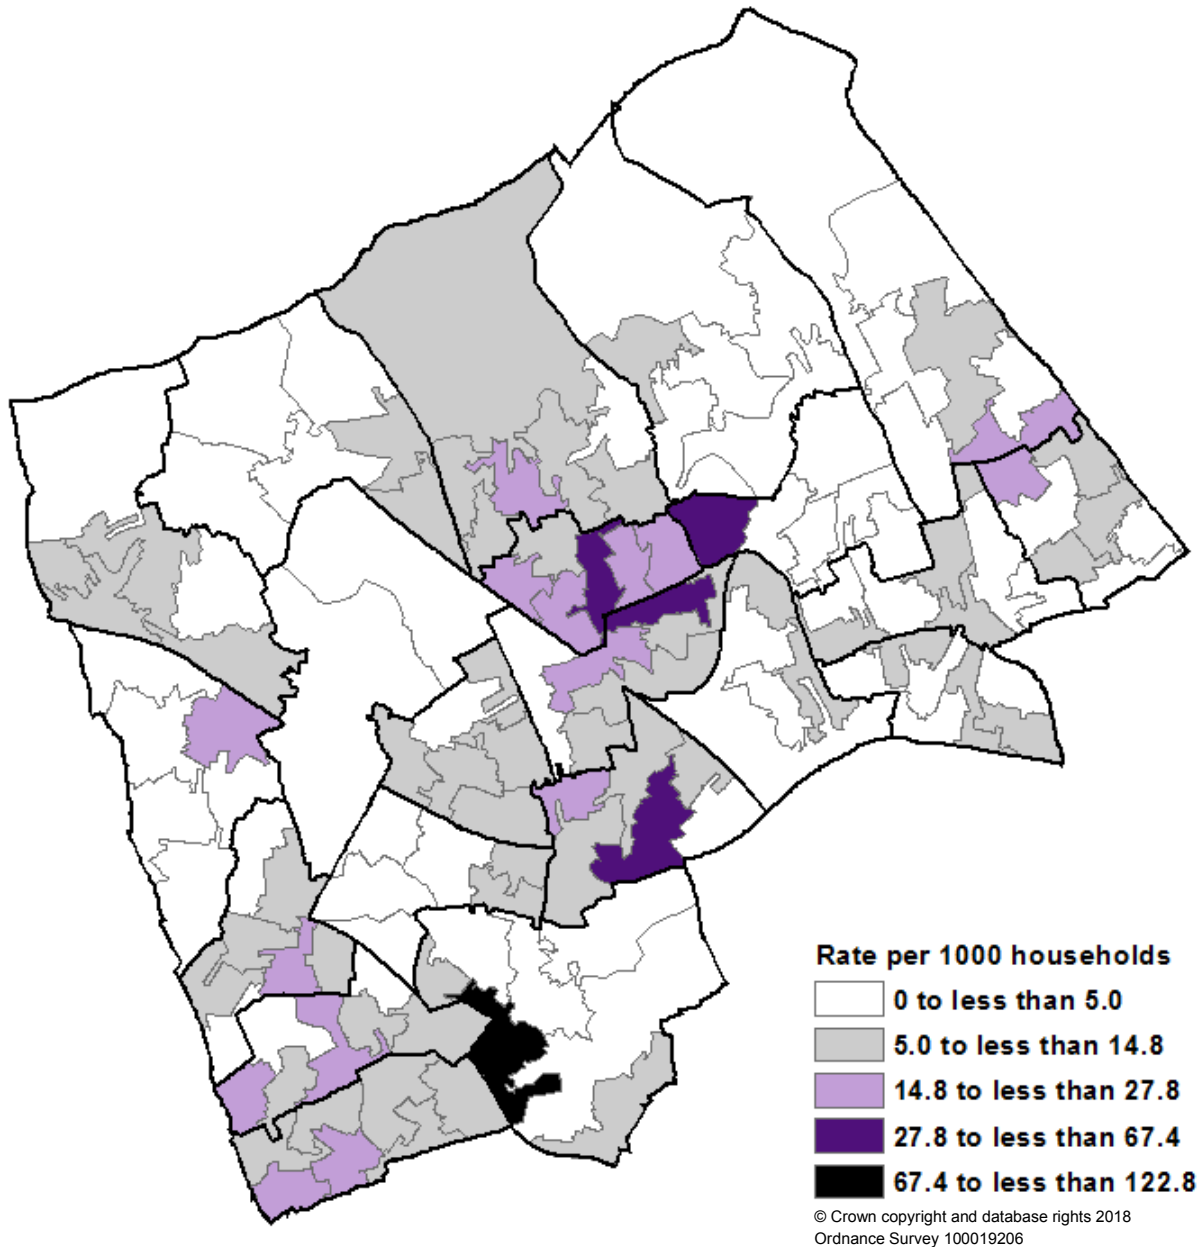 Rate per 1000 households
0 to less than 5.0
5.0 to less than 14.8
14.8 to less than 27.8
27.8 to less than 67.4
67.4 to less than 122.8
© Crown copyright and database rights 2018
Ordnance Survey 100019206